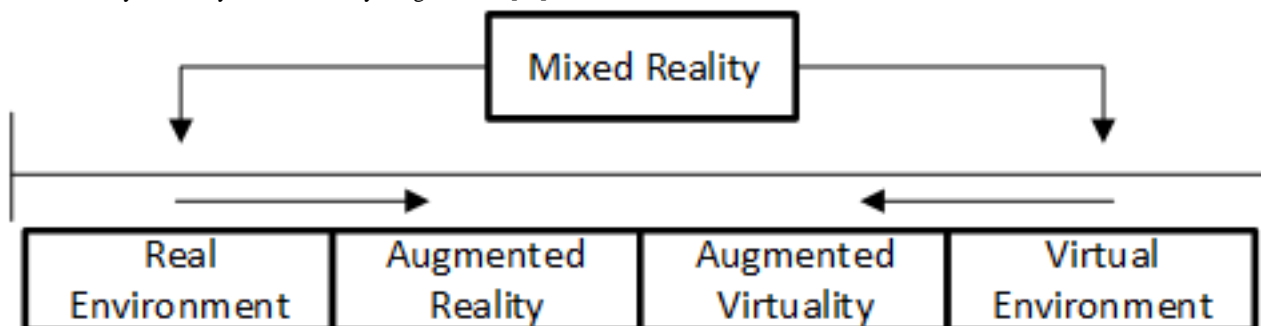 Mixed Reality
Real Environment
Augmented Reality
Augmented Virtuality
Virtual Environment